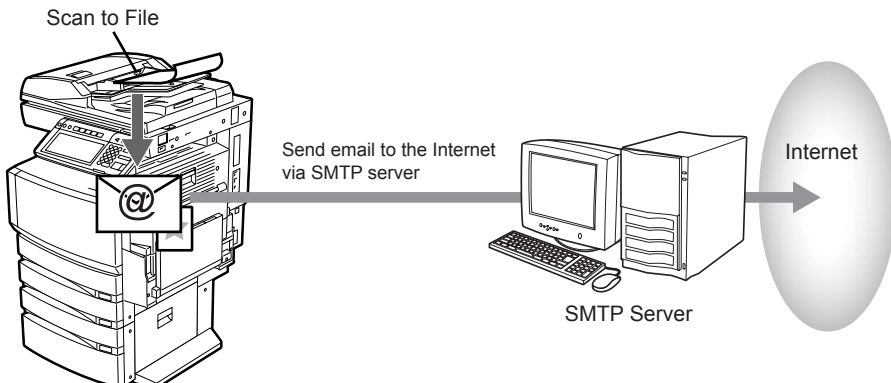 Scan to File
Send email to the Internet
via SMTP server
Internet
@
SMTP Server